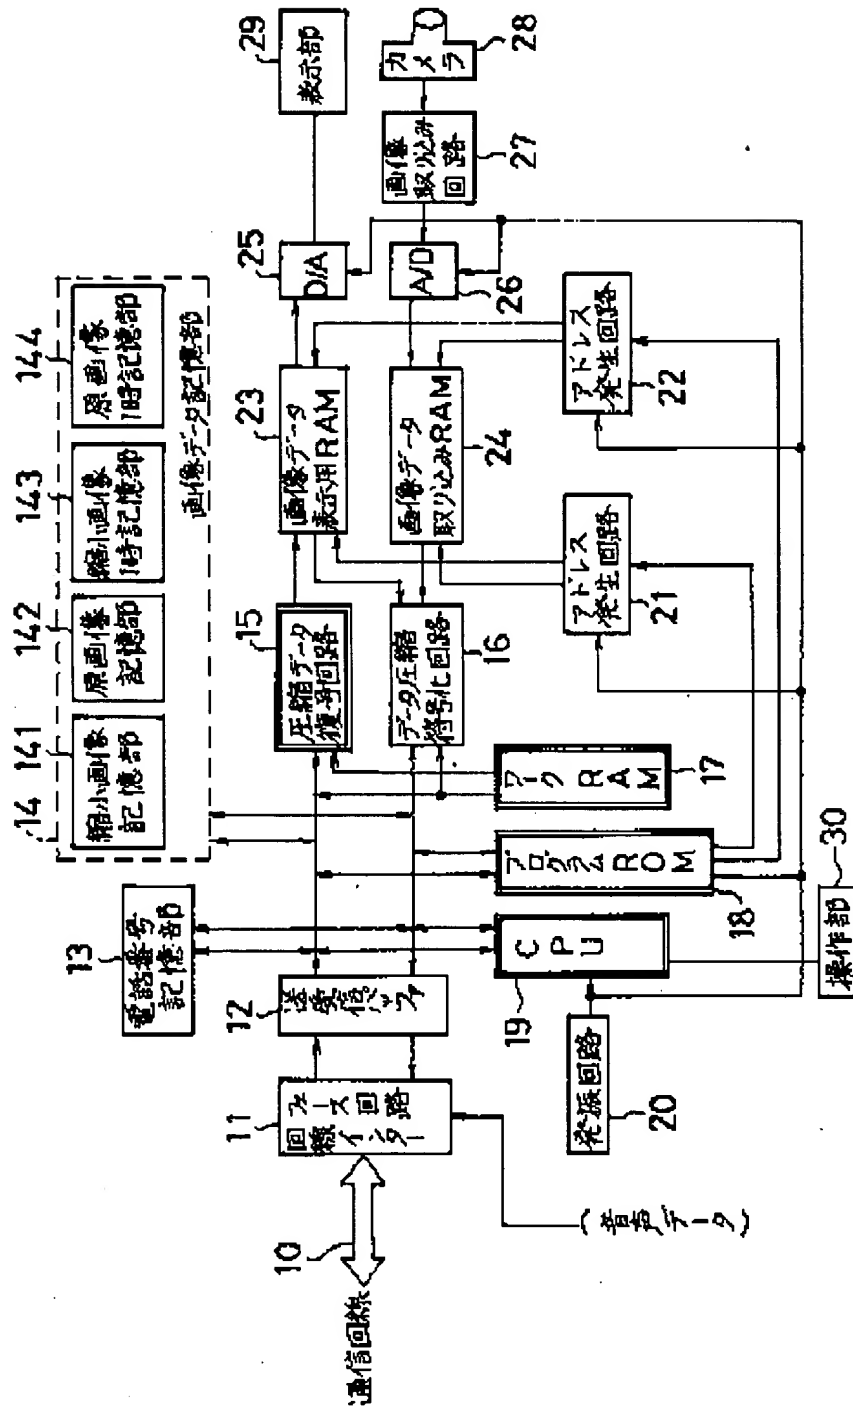 14
141
縮小画像
記憶部
142
原画像
記憶部
143
縮小画像
1時記憶部
144
原画像
1時記憶部
画像データ記憶部
13
電話番号
記憶部
通信回線
10
11
回線インター
フェース回路
12
送受信バッファ
15
圧縮データ
復号回路
23
画像データ
表示用RAM
25
D/A
29
表示部
16
データ圧縮
符号化回路
24
画像データ
取り込みRAM
26
A/D
27
画像
取り込み
回路
28
カメラ
19
CPU
18
プログラム
ROM
17
ワーク
RAM
21
アドレス
発生回路
22
アドレス
発生回路
20
発振回路
30
操作部
(音声データ)